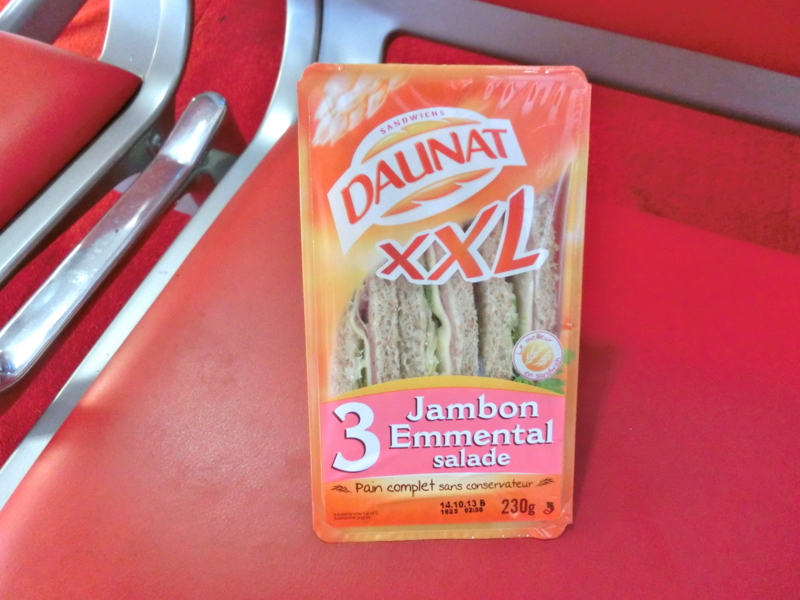 SANDWICHS
DAUNAT
XXL
3 Jambon
Emmental
salade
Pain complet sans conservateur
14.10.13 B
230g